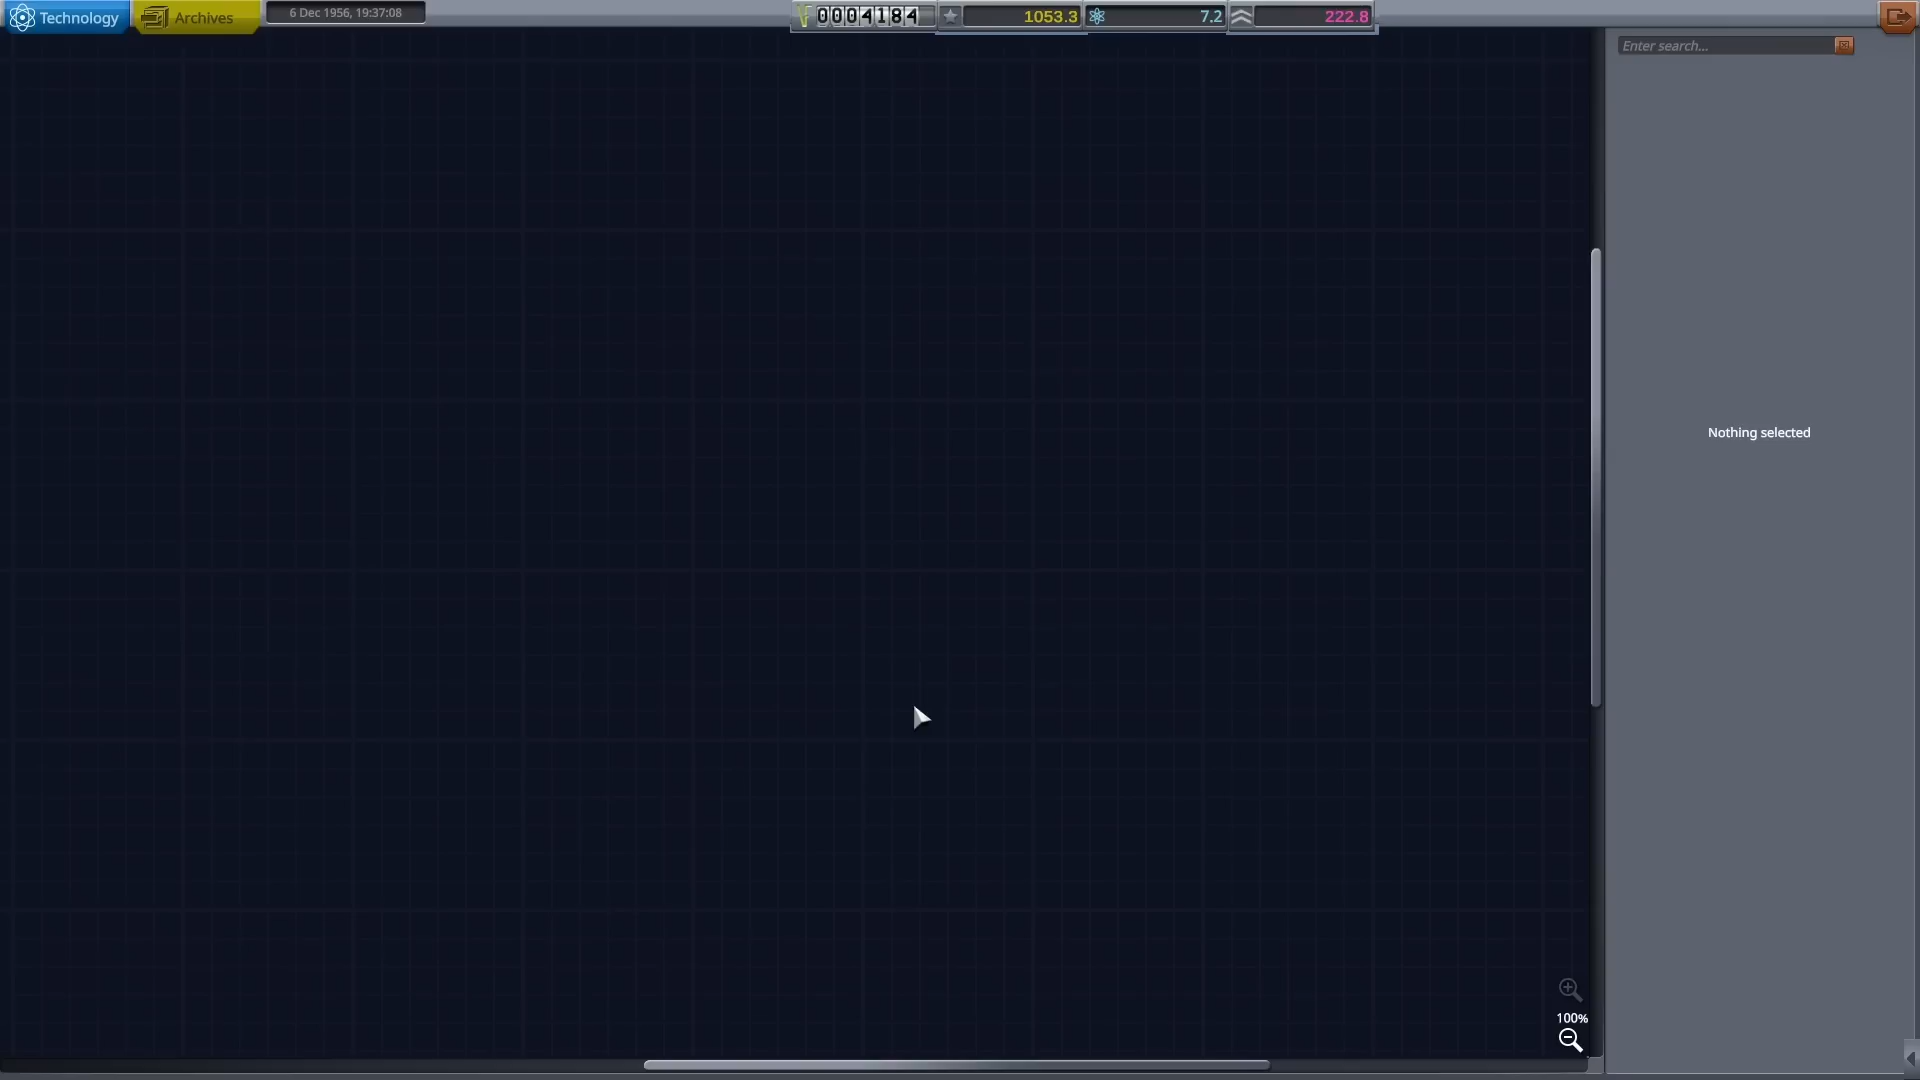 Technology
Archives
6 Dec 1956, 19:37:08
0004184
1053.3
7.2
222.8
Enter search...
Nothing selected
100%